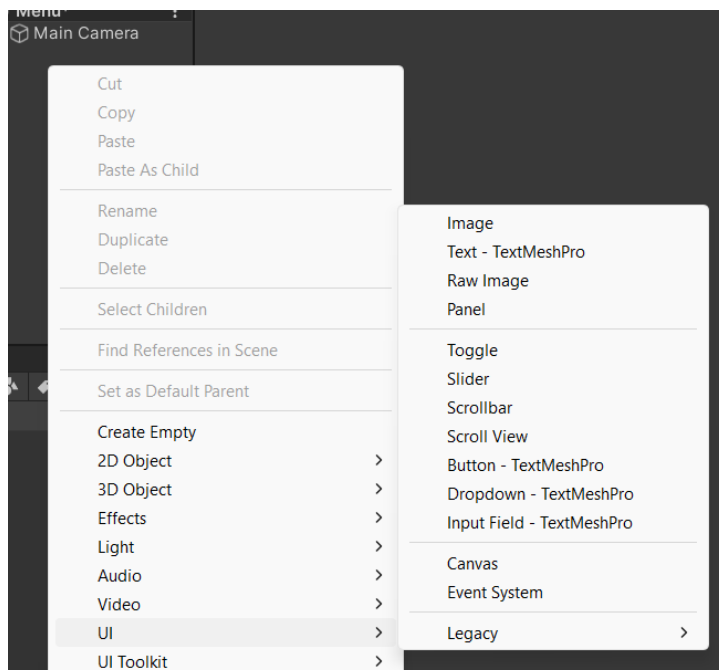 Menu*
Main Camera
Cut
Copy
Paste
Paste As Child
Rename
Duplicate
Delete
Select Children
Find References in Scene
Set as Default Parent
Create Empty
2D Object
3D Object
Effects
Light
Audio
Video
UI
UI Toolkit
Image
Text - TextMeshPro
Raw Image
Panel
Toggle
Slider
Scrollbar
Scroll View
Button - TextMeshPro
Dropdown - TextMeshPro
Input Field - TextMeshPro
Canvas
Event System
Legacy